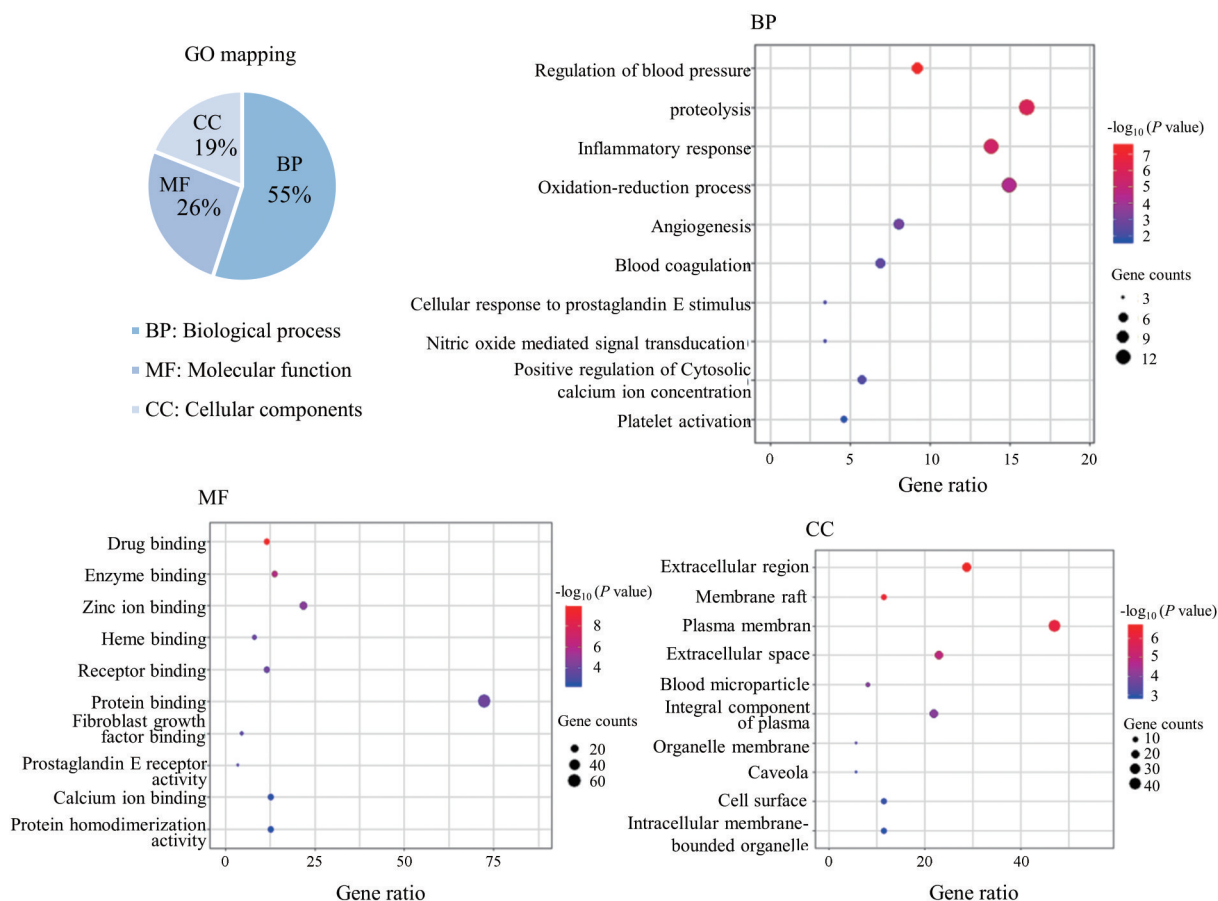 GO mapping
CC
19%
BP
55%
MF
26%
BP: Biological process
MF: Molecular function
CC: Cellular components
BP
Regulation of blood pressure
proteolysis
Inflammatory response
Oxidation-reduction process
Angiogenesis
Blood coagulation
Cellular response to prostaglandin E stimulus
Nitric oxide mediated signal transducation
Positive regulation of Cytosolic
calcium ion concentration
Platelet activation
0 5 10 15 20
Gene ratio
-log10 (P value)
7
6
5
4
3
2
Gene counts
3
6
9
12
MF
Drug binding
Enzyme binding
Zinc ion binding
Heme binding
Receptor binding
Protein binding
Fibroblast growth
factor binding
Prostaglandin E receptor
activity
Calcium ion binding
Protein homodimerization
activity
0 25 50 75
Gene ratio
-log10 (P value)
8
6
4
Gene counts
20
40
60
CC
Extracellular region
Membrane raft
Plasma membran
Extracellular space
Blood microparticle
Integral component
of plasma
Organelle membrane
Caveola
Cell surface
Intracellular membrane-
bounded organelle
0 20 40
Gene ratio
-log10 (P value)
6
5
4
3
Gene counts
10
20
30
40